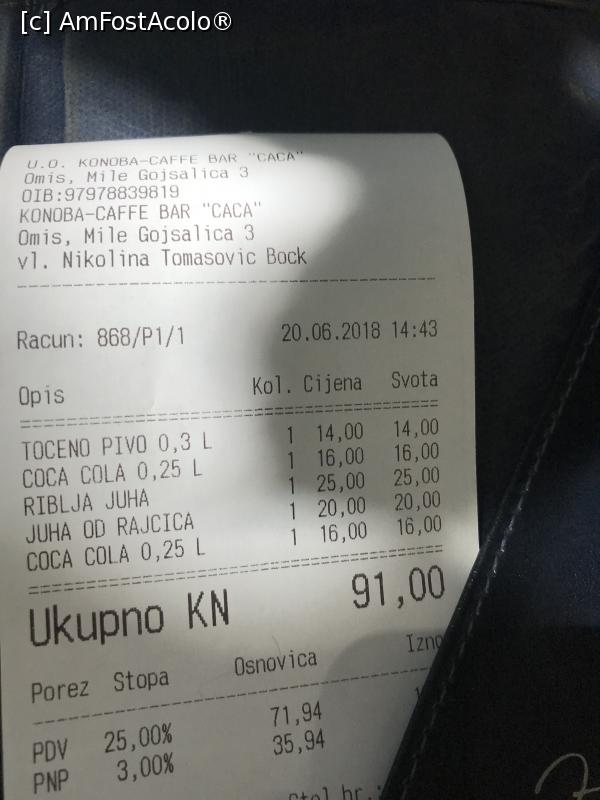 [c] AmFostAcolo®
U.O. KONOBA-CAFFE BAR "CACA"
Omis, Mile Gojsalica 3
OIB:97978839819
KONOBA-CAFFE BAR "CACA"
Omis, Mile Gojsalica 3
vl. Nikolina Tomasovic Bock
Racun: 868/P1/1 20.06.2018 14:43
Opis Kol. Cijena Svota
TOCENO PIVO 0,3 L 1 14,00 14,00
COCA COLA 0,25 L 1 16,00 16,00
RIBLJA JUHA 1 25,00 25,00
JUHA OD RAJCICA 1 20,00 20,00
COCA COLA 0,25 L 1 16,00 16,00
Ukupno KN 91,00
Porez Stopa Osnovica Izno
PDV 25,00% 71,94
PNP 3,00% 35,94